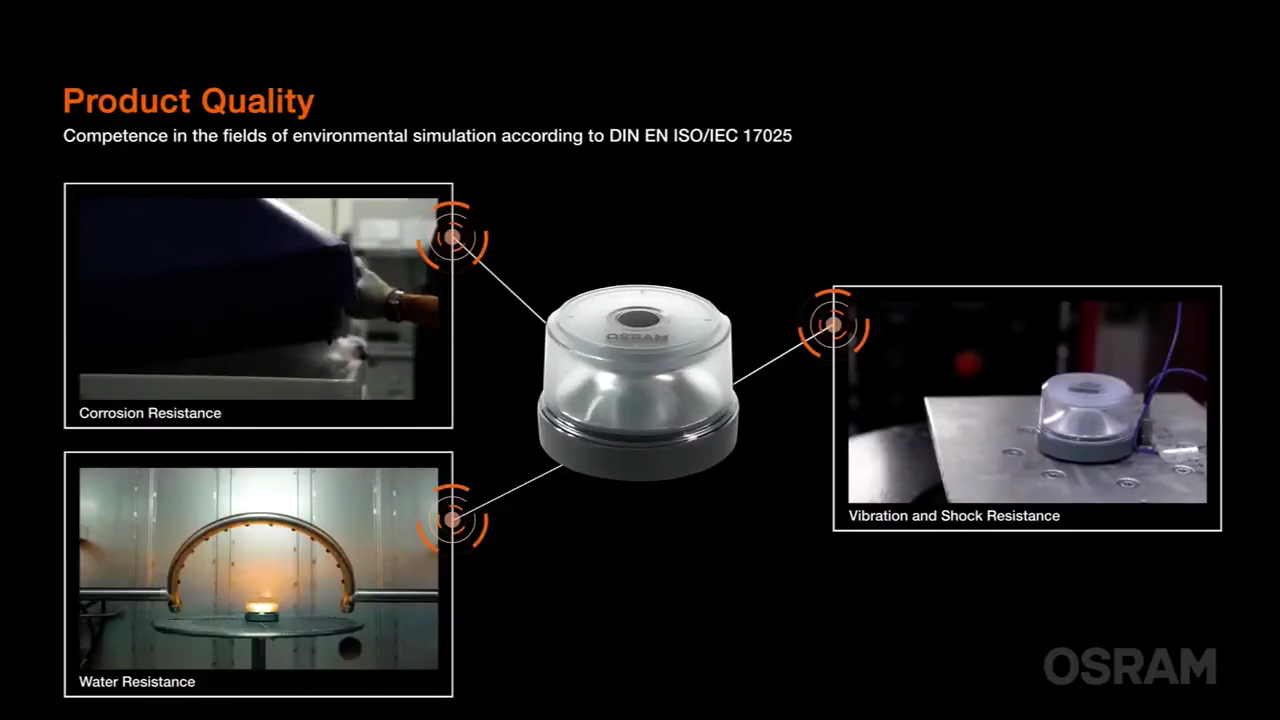 Product Quality
Competence in the fields of environmental simulation according to DIN EN ISO/IEC 17025
Corrosion Resistance
OSRAM
Vibration and Shock Resistance
Water Resistance
OSRAM